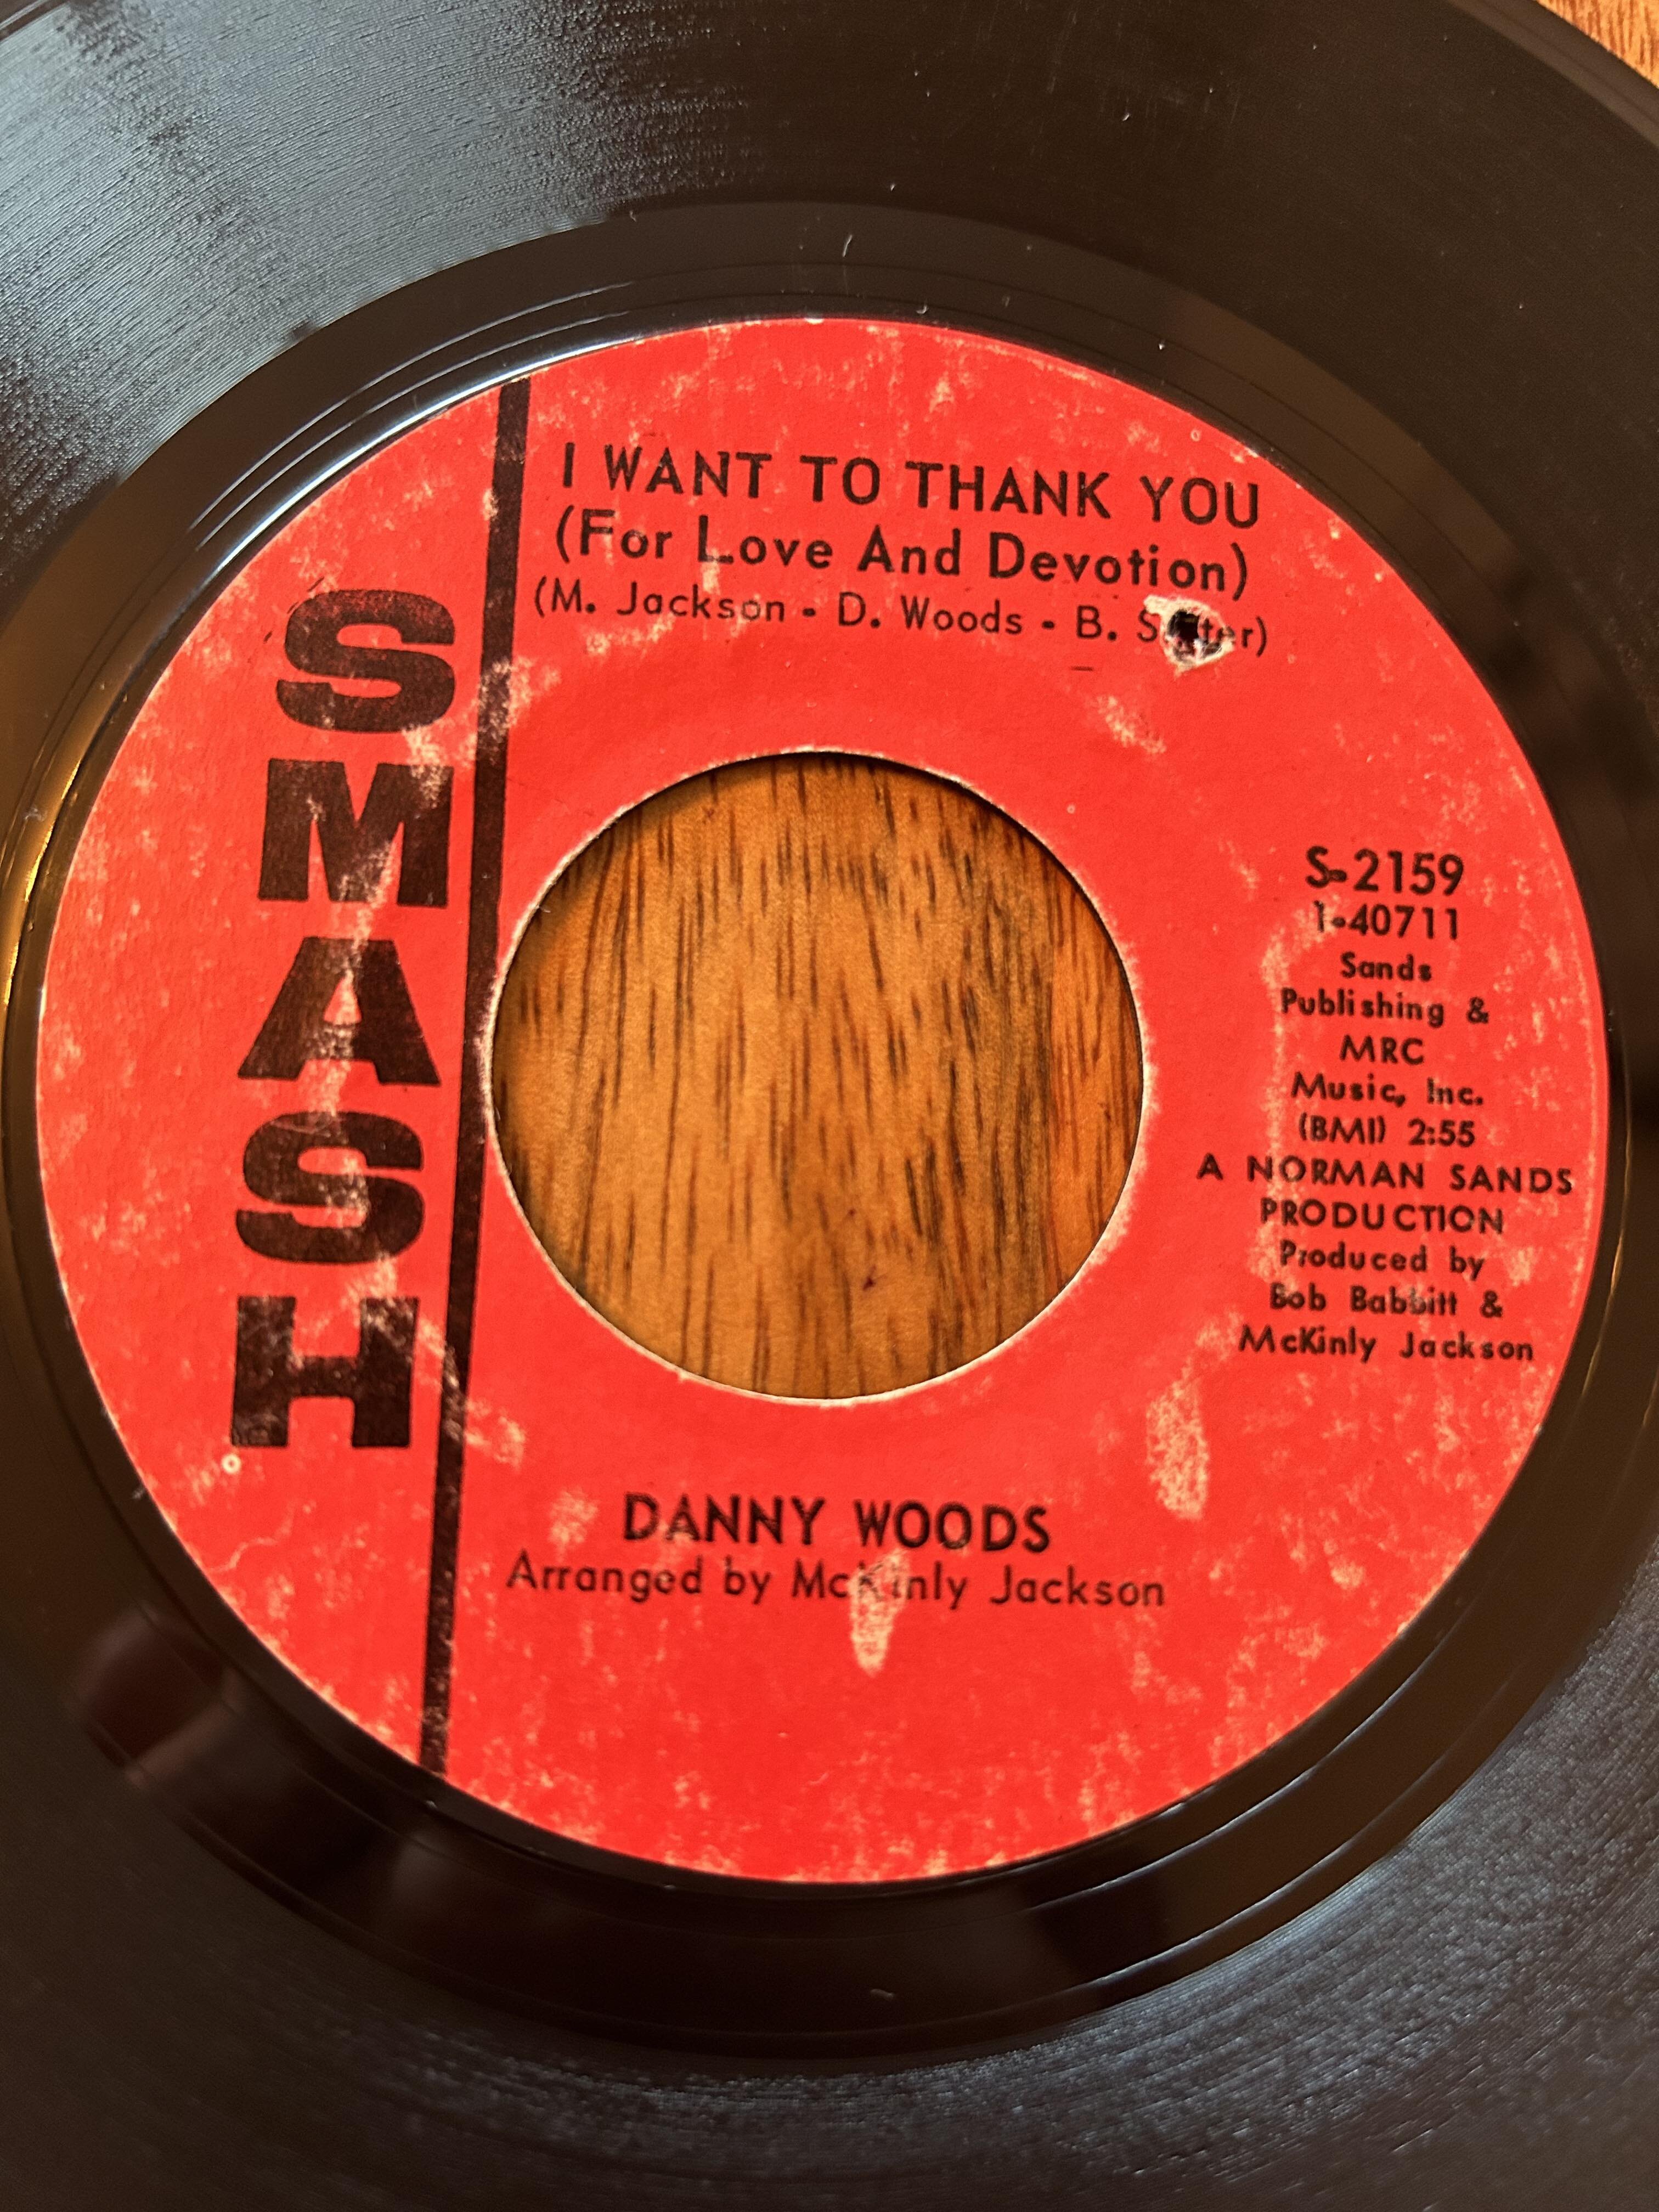 SMASH
I WANT TO THANK YOU
(For Love And Devotion)
(M. Jackson - D. Woods - B.
S-2159
1-40711
Sands
Publishing &
MRC
Music, Inc.
(BMI) 2:55
A NORMAN SANDS
PRODUCTION
Produced by
Bob Babbitt &
McKinly Jackson
DANNY WOODS
Arranged by McKinly Jackson